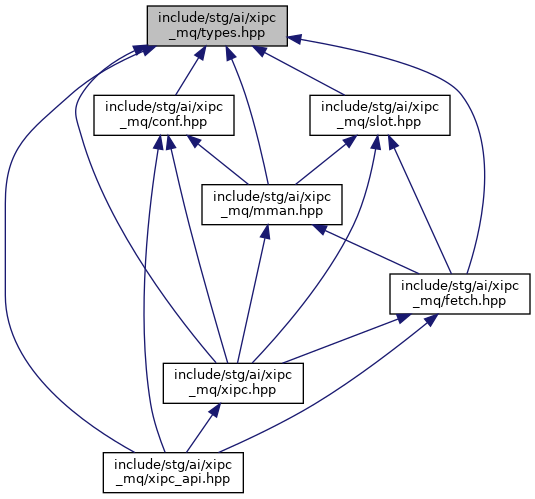 include/stg/ai/xipc
_mq/types.hpp
include/stg/ai/xipc
_mq/conf.hpp
include/stg/ai/xipc
_mq/slot.hpp
include/stg/ai/xipc
_mq/mman.hpp
include/stg/ai/xipc
_mq/fetch.hpp
include/stg/ai/xipc
_mq/xipc.hpp
include/stg/ai/xipc
_mq/xipc_api.hpp